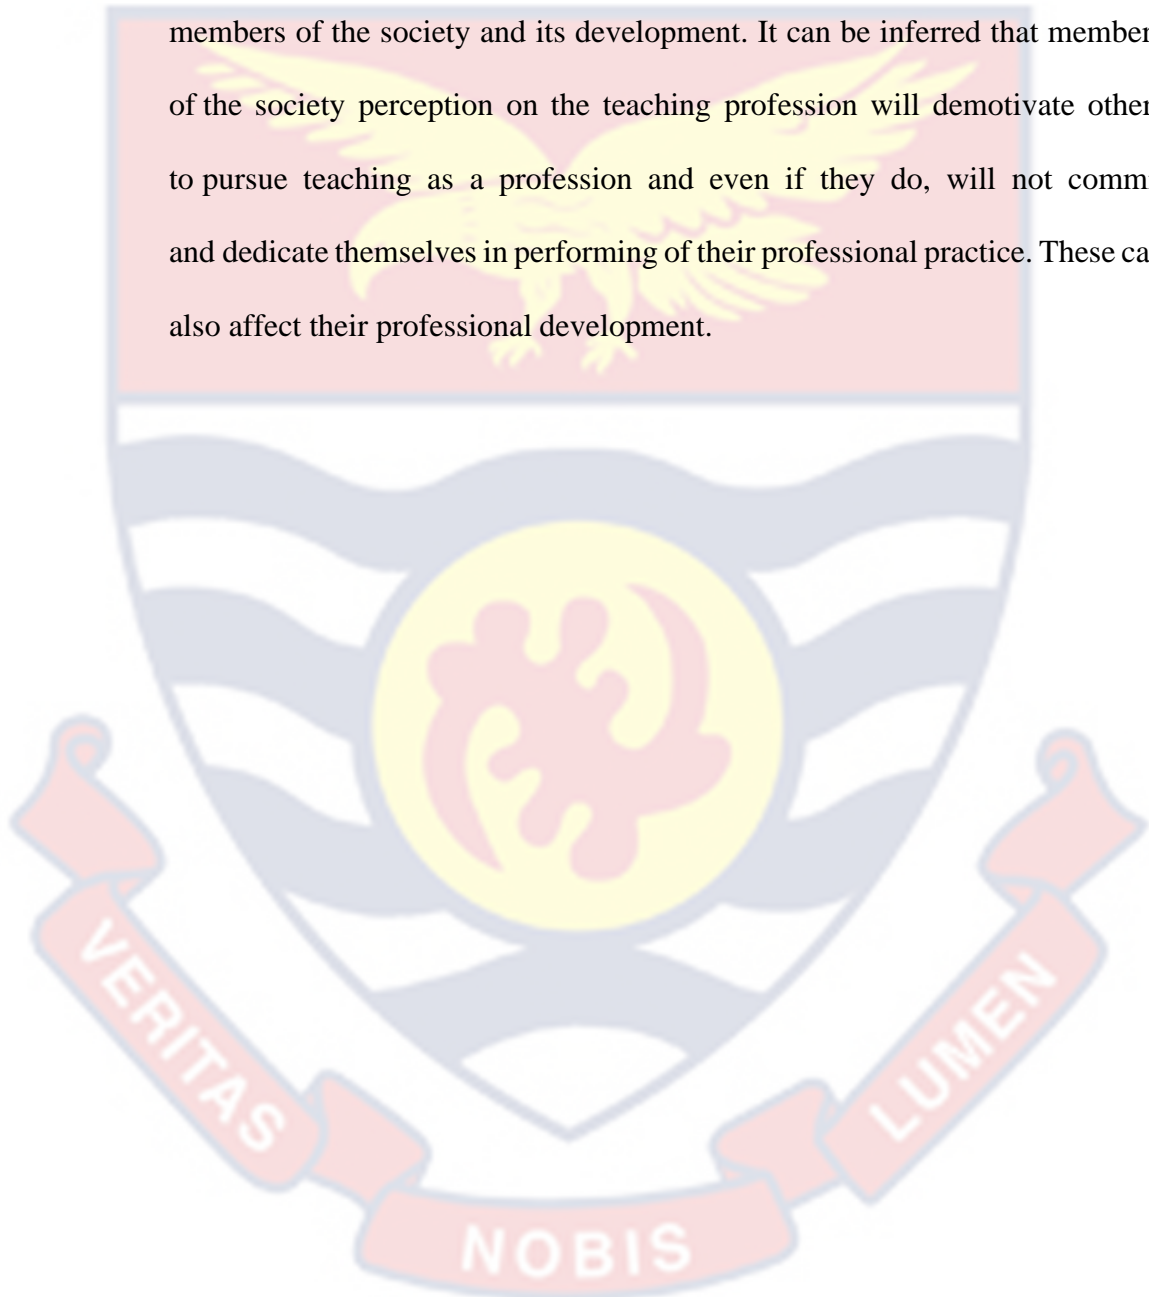 members of the society and its development. It can be inferred that member
of the society perception on the teaching profession will demotivate other
to pursue teaching as a profession and even if they do, will not comm
and dedicate themselves in performing of their professional practice. These ca
also affect their professional development.
VERITAS
NOBIS
LUMEN